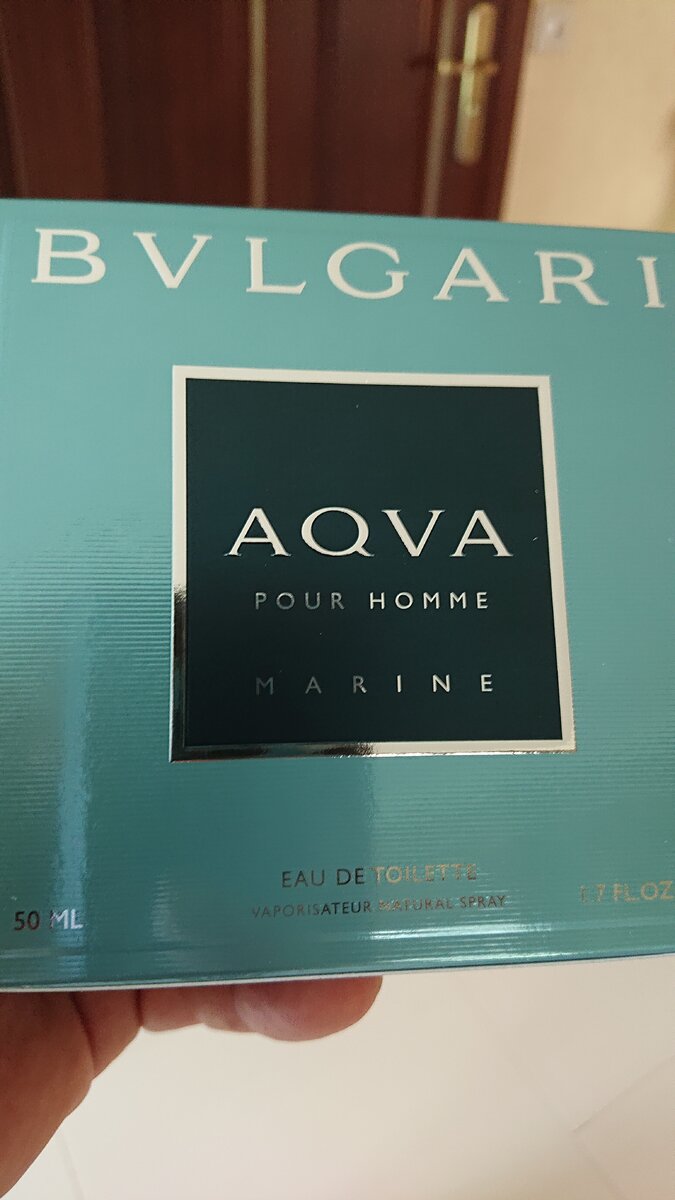 BVLGARI
AQVA
POUR HOMME
MARINE
EAU DE TOILETTE
VAPORISATEUR NATURAL SPRAY
50 ML
1.7 FL.OZ